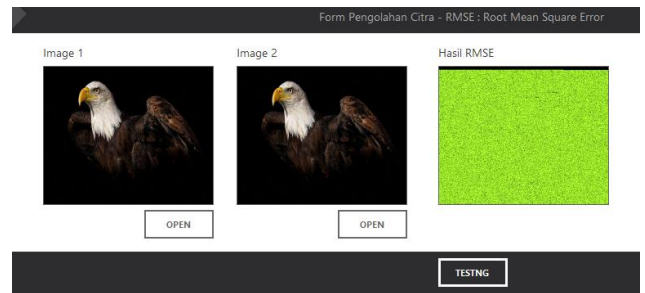 Form Pengolahan Citra - RMSE : Root Mean Square Error
Image 1
Image 2
Hasil RMSE
OPEN
OPEN
TESTNG